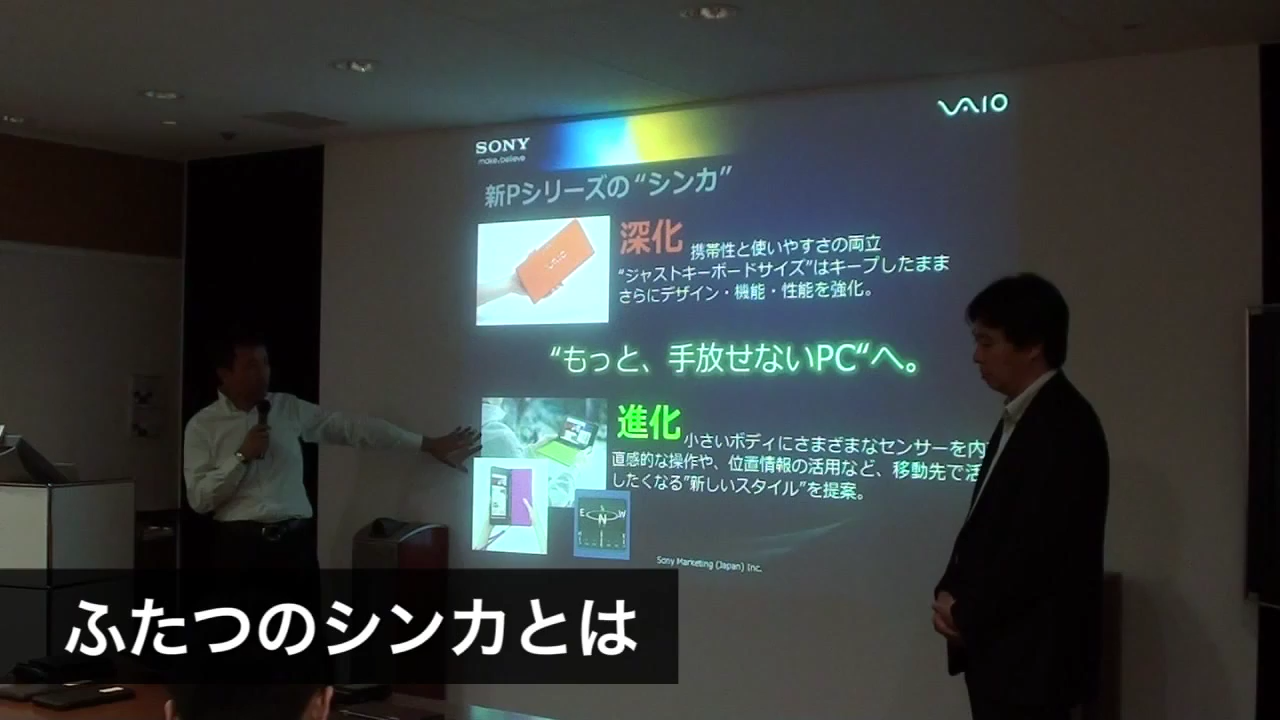 VAIO
SONY
make.believe
新Pシリーズの“シンカ”
VAIO
深化 携帯性と使いやすさの両立
“ジャストキーボードサイズ”はキープしたまま
さらにデザイン・機能・性能を強化。
“もっと、手放せないPC“へ。
進化 小さいボディにさまざまなセンサーを内
直感的な操作や、位置情報の活用など、移動先で活
したくなる”新しいスタイル”を提案。
E N W
Sony Marketing (Japan) Inc.
ふたつのシンカとは